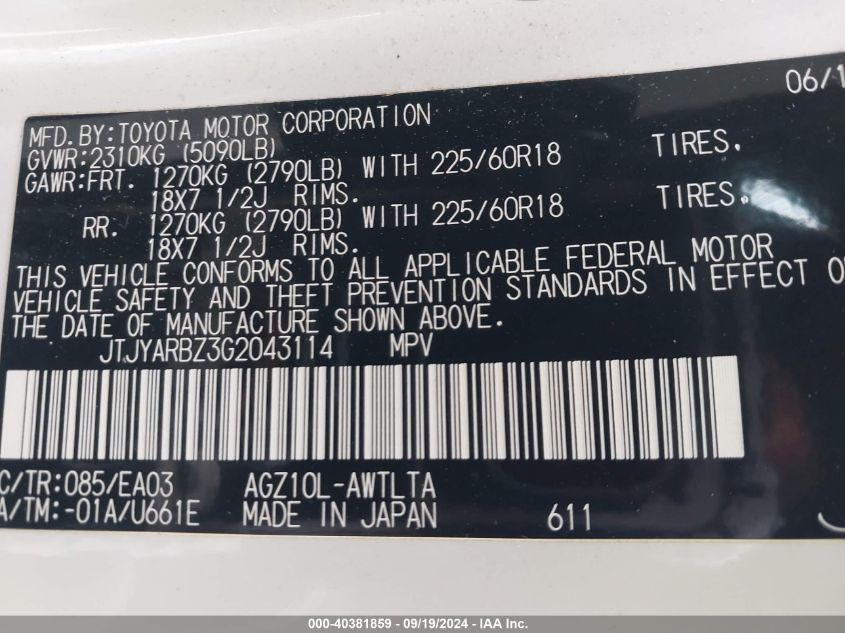 06/1
MFD.BY:TOYOTA MOTOR CORPORATION
GVWR:2310KG (5090LB)
GAWR:FRT. 1270KG (2790LB) WITH 225/60R18 TIRES,
18X7 1/2J RIMS.
RR. 1270KG (2790LB) WITH 225/60R18 TIRES,
18X7 1/2J RIMS.
THIS VEHICLE CONFORMS TO ALL APPLICABLE FEDERAL MOTOR
VEHICLE SAFETY AND THEFT PREVENTION STANDARDS IN EFFECT O
THE DATE OF MANUFACTURE SHOWN ABOVE.
JTJYARBZ3G2043114 MPV
C/TR:085/EA03 AGZ10L-AWTLTA
A/TM:-01A/U661E MADE IN JAPAN 611
000-40381859 - 09/19/2024 - IAA Inc.